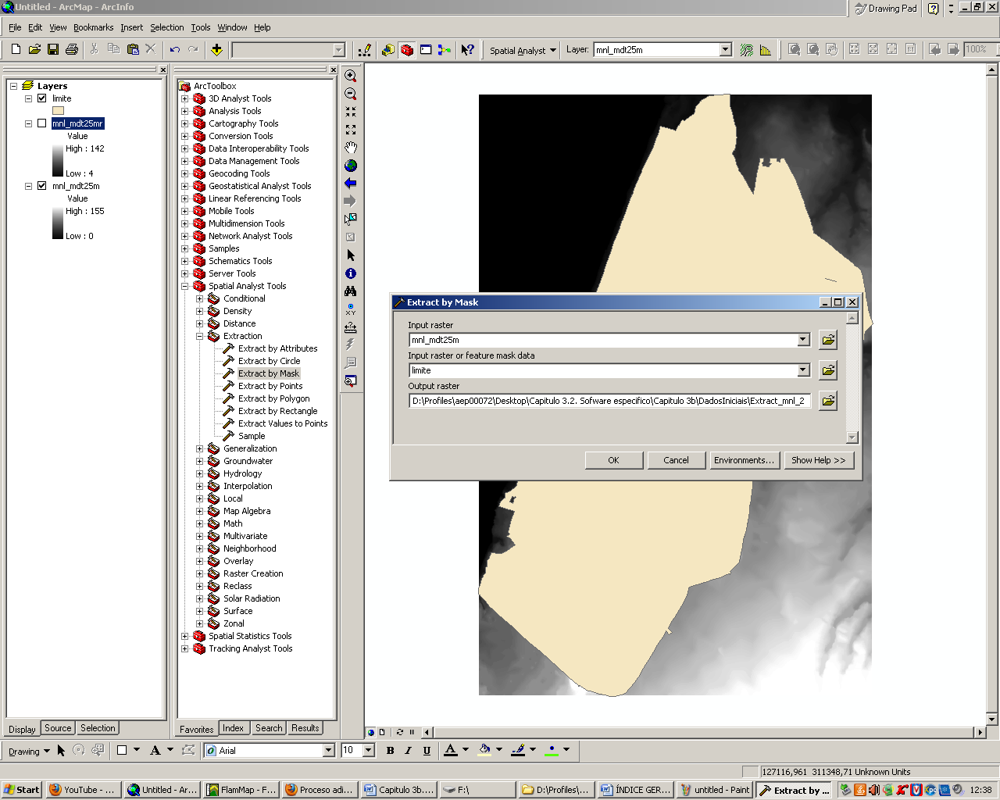 Untitled - ArcMap - ArcInfo
Drawing Pad
File Edit View Bookmarks Insert Selection Tools Window Help
Spatial Analyst Layer: mnl_mdt25m 100%
Layers
limite
mnl_mdt25mr
Value
High : 142
Low : 4
mnl_mdt25m
Value
High : 155
Low : 0
Display Source Selection
ArcToolbox
3D Analyst Tools
Analysis Tools
Cartography Tools
Conversion Tools
Data Interoperability Tools
Data Management Tools
Geocoding Tools
Geostatistical Analyst Tools
Linear Referencing Tools
Mobile Tools
Multidimension Tools
Network Analyst Tools
Samples
Schematics Tools
Server Tools
Spatial Analyst Tools
Conditional
Density
Distance
Extraction
Extract by Attributes
Extract by Circle
Extract by Mask
Extract by Points
Extract by Polygon
Extract by Rectangle
Extract Values to Points
Sample
Generalization
Groundwater
Hydrology
Interpolation
Local
Map Algebra
Math
Multivariate
Neighborhood
Overlay
Raster Creation
Reclass
Solar Radiation
Surface
Zonal
Spatial Statistics Tools
Tracking Analyst Tools
Favorites Index Search Results
XY
Extract by Mask
Input raster
mnl_mdt25m
Input raster or feature mask data
limite
Output raster
D:\Profiles\aep00072\Desktop\Capitulo 3.2. Sofware especifico\Capitulo 3b\DadosIniciais\Extract_mnl_2
OK Cancel Environments... Show Help >>
Drawing A Arial 10 B I U A
127116,961 311348,71 Unknown Units
Start YouTube - ... Untitled - Ar... FlamMap - F... Proceso adi... Capitulo 3b.... F:\ D:\Profiles\... ÍNDICE GER... untitled - Paint Extract by ... 12:38